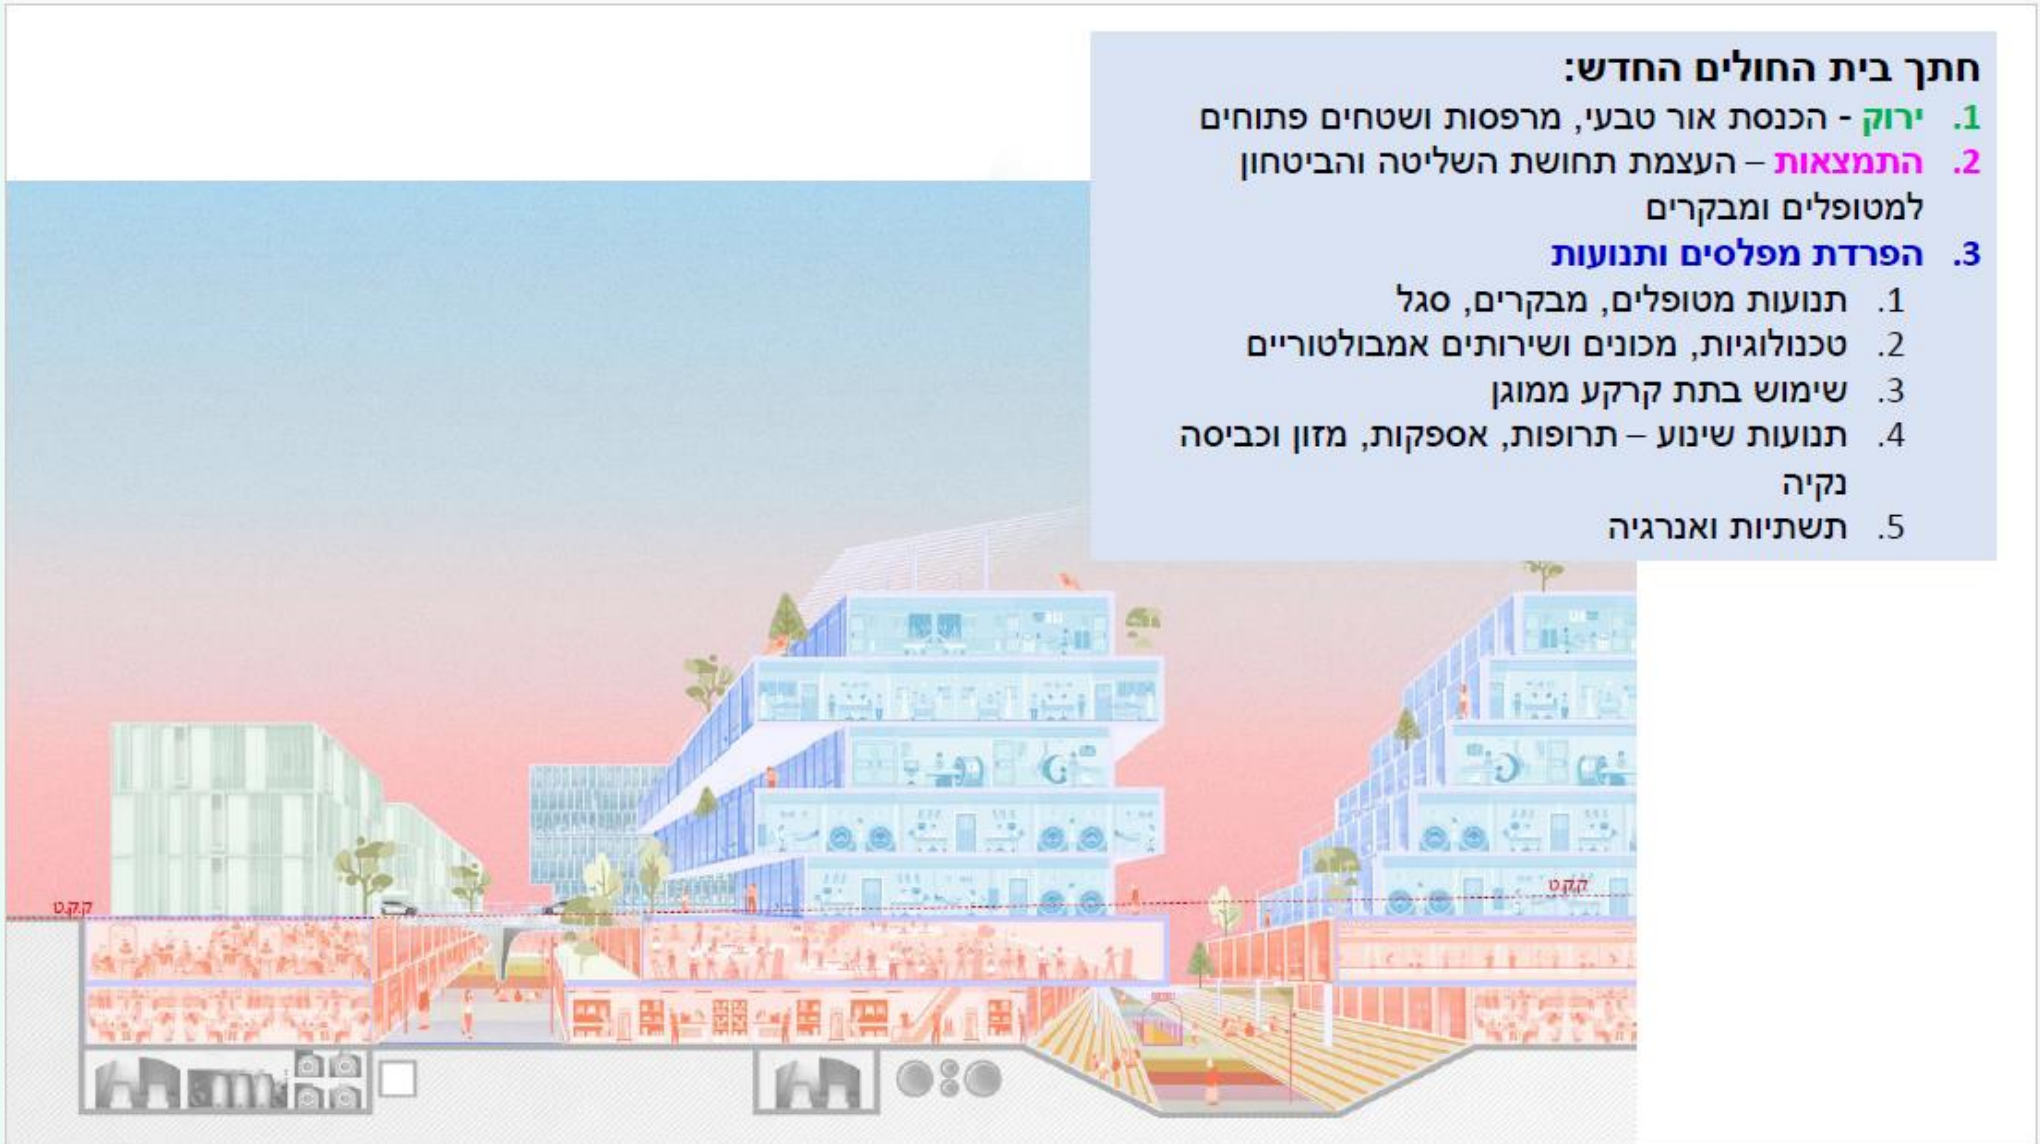 חתך בית החולים החדש:
1. ירוק - הכנסת אור טבעי, מרפסות ושטחים פתוחים
2. התמצאות – העצמת תחושת השליטה והביטחון
למטופלים ומבקרים
3. הפרדת מפלסים ותנועות
1. תנועות מטופלים, מבקרים, סגל
2. טכנולוגיות, מכונים ושירותים אמבולטוריים
3. שימוש בתת קרקע ממוגן
4. תנועות שינוע – תרופות, אספקות, מזון וכביסה
נקיה
5. תשתיות ואנרגיה
ק.ק.ט
ק.ק.ט